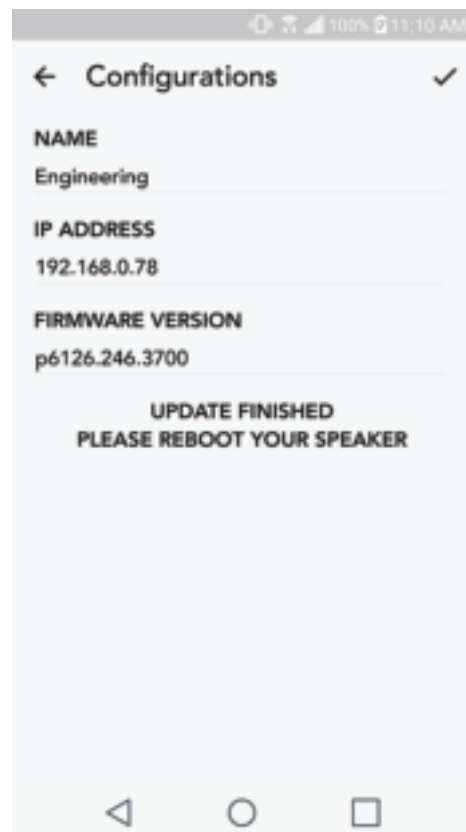 100% 11:10 AM
Configurations
NAME
Engineering
IP ADDRESS
192.168.0.78
FIRMWARE VERSION
p6126.246.3700
UPDATE FINISHED
PLEASE REBOOT YOUR SPEAKER